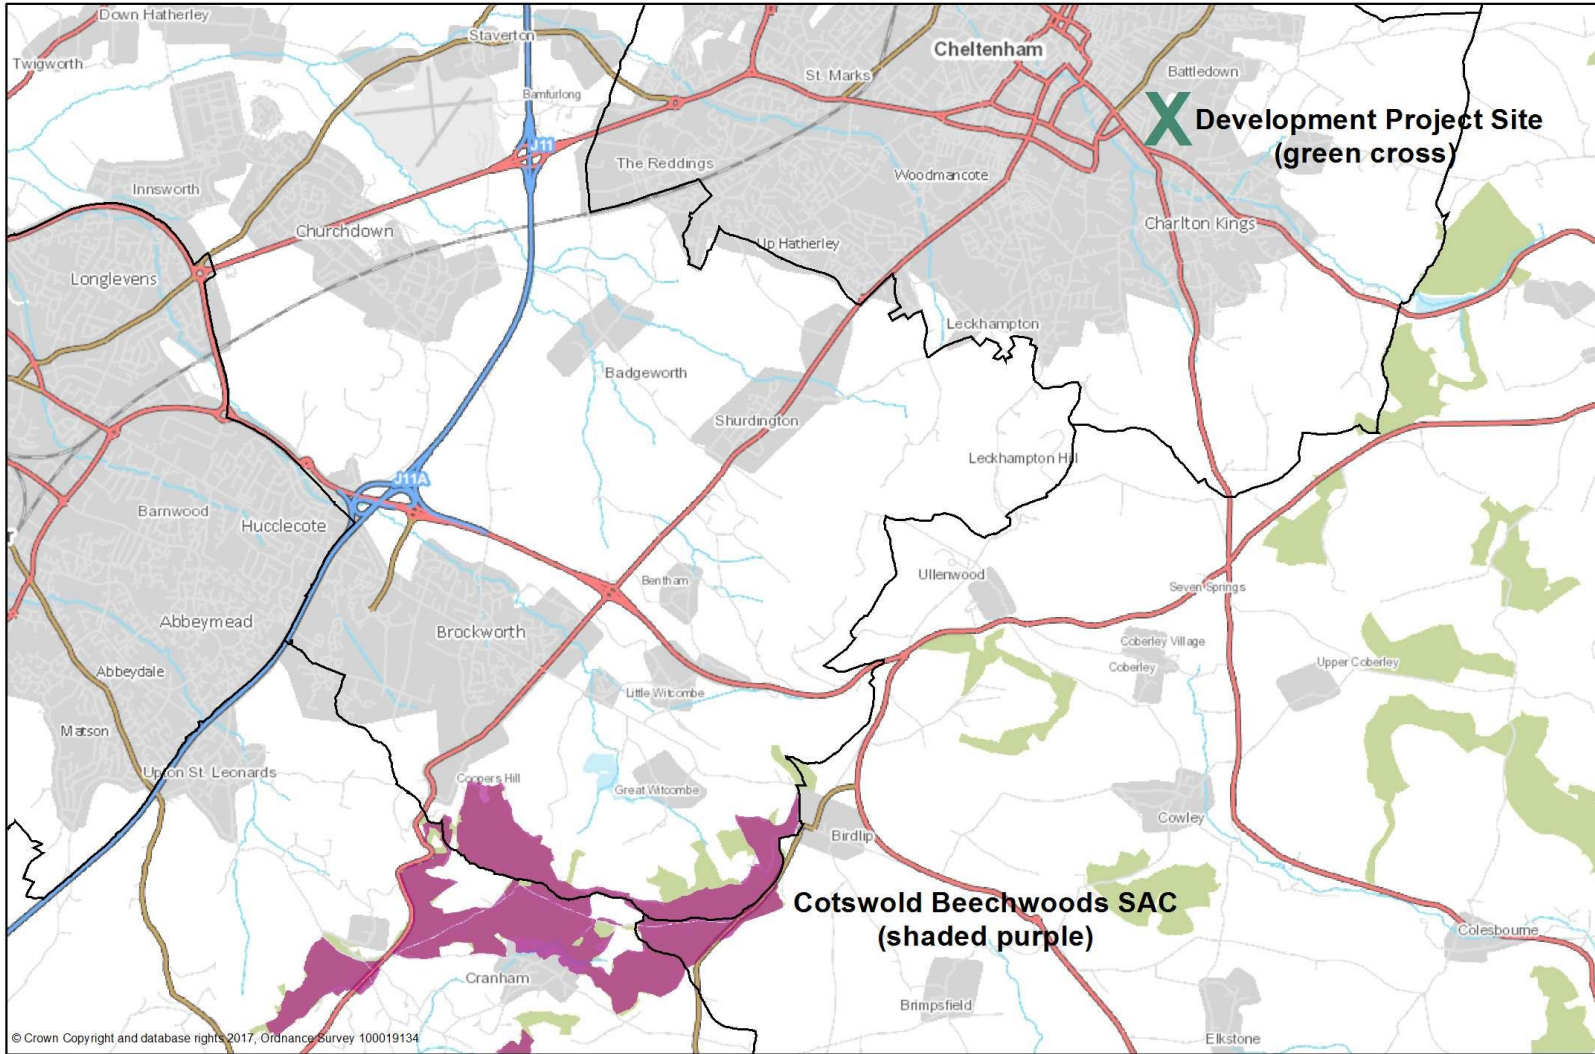 Down Hatherley
Twigworth
Staverton
Cheltenham
St. Marks
Battledown
Bamfurlong
X Development Project Site
(green cross)
J11
The Reddings
Woodmancote
Innsworth
Churchdown
Charlton Kings
Up Hatherley
Longlevens
Leckhampton
Badgeworth
Shurdington
Leckhampton Hill
J11A
Barnwood
Hucclecote
r
Bentham
Ullenwood
Seven Springs
Abbeymead
Brockworth
Coberley Village
Coberley
Upper Coberley
Abbeydale
Little Witcombe
Matson
Upton St. Leonards
Coopers Hill
Great Witcombe
Cowley
Birdlip
Cotswold Beechwoods SAC
(shaded purple)
Colesbourne
Cranham
Brimpsfield
Elkstone
© Crown Copyright and database rights 2017, Ordnance Survey 100019134